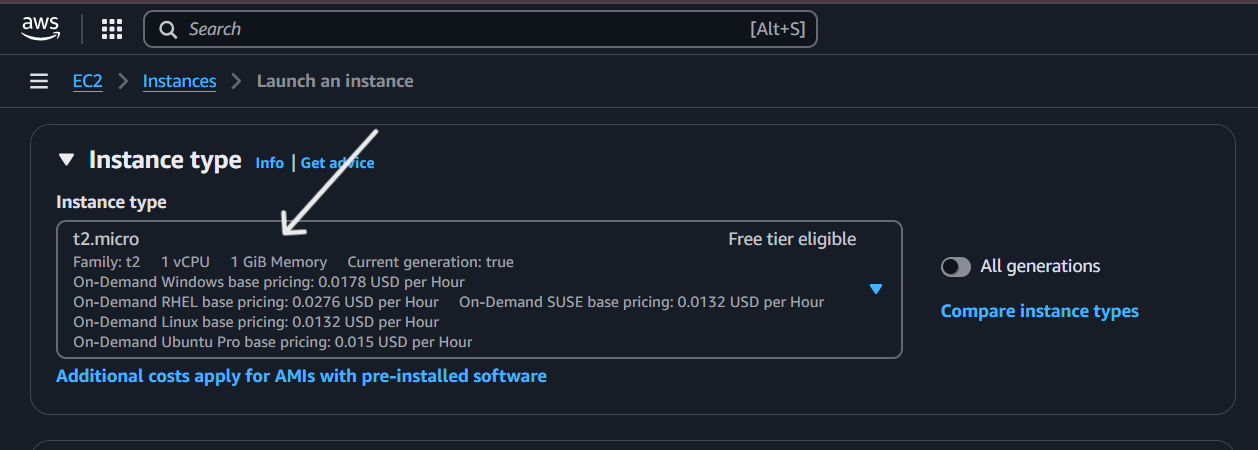 aws
Search [Alt+S]
EC2 Instances Launch an instance
Instance type Info | Get advice
Instance type
t2.micro Free tier eligible
Family: t2 1 vCPU 1 GiB Memory Current generation: true
On-Demand Windows base pricing: 0.0178 USD per Hour
On-Demand RHEL base pricing: 0.0276 USD per Hour On-Demand SUSE base pricing: 0.0132 USD per Hour
On-Demand Linux base pricing: 0.0132 USD per Hour
On-Demand Ubuntu Pro base pricing: 0.015 USD per Hour
All generations
Compare instance types
Additional costs apply for AMIs with pre-installed software